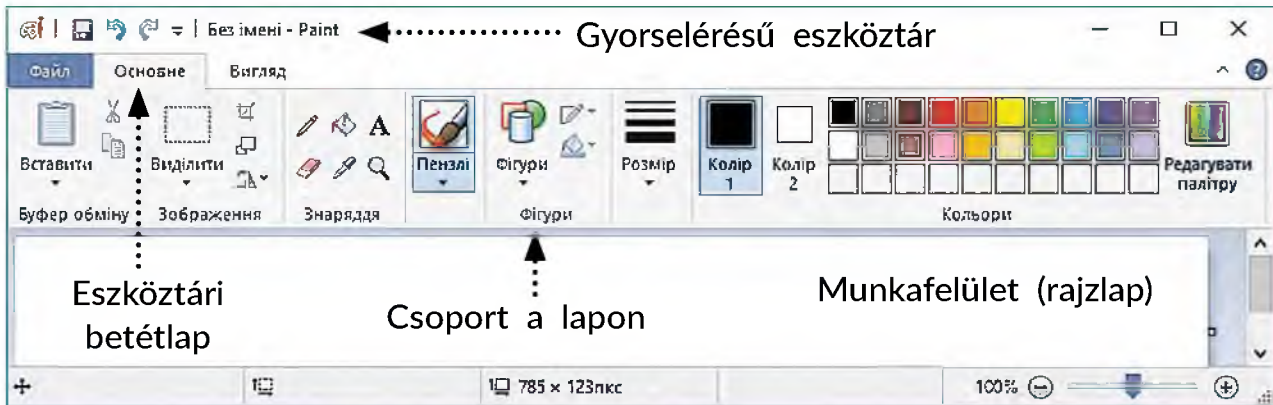 Без імені - Paint
Gyorselérésű eszköztár
Файл Основне Вигляд
Вставити
Виділити
Пензлі
Фігури
Розмір
Колір 1
Колір 2
Редагувати палітру
Буфер обміну Зображення Знаряддя Фігури Кольори
Eszköztári betétlap
Csoport a lapon
Munkafelület (rajzlap)
785 × 123пкс
100%